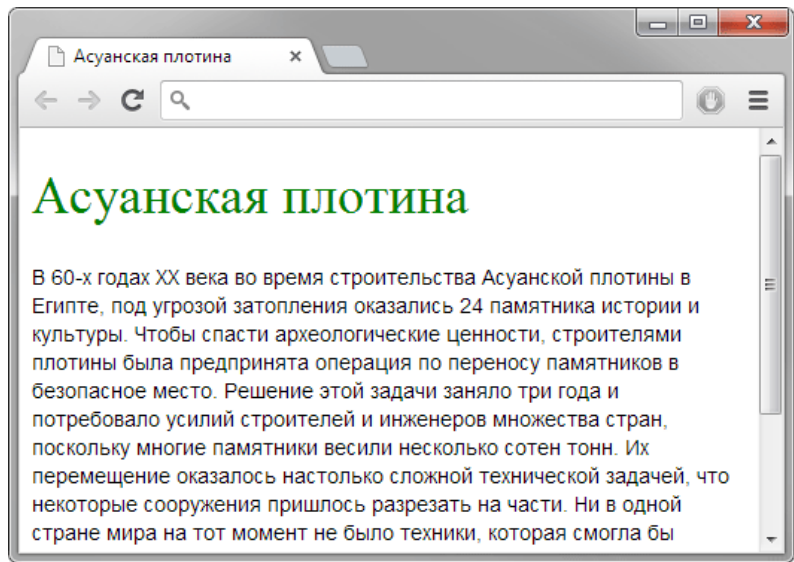 Асуанская плотина
Асуанская плотина
В 60-х годах XX века во время строительства Асуанской плотины в
Египте, под угрозой затопления оказались 24 памятника истории и
культуры. Чтобы спасти археологические ценности, строителями
плотины была предпринята операция по переносу памятников в
безопасное место. Решение этой задачи заняло три года и
потребовало усилий строителей и инженеров множества стран,
поскольку многие памятники весили несколько сотен тонн. Их
перемещение оказалось настолько сложной технической задачей, что
некоторые сооружения пришлось разрезать на части. Ни в одной
стране мира на тот момент не было техники, которая смогла бы